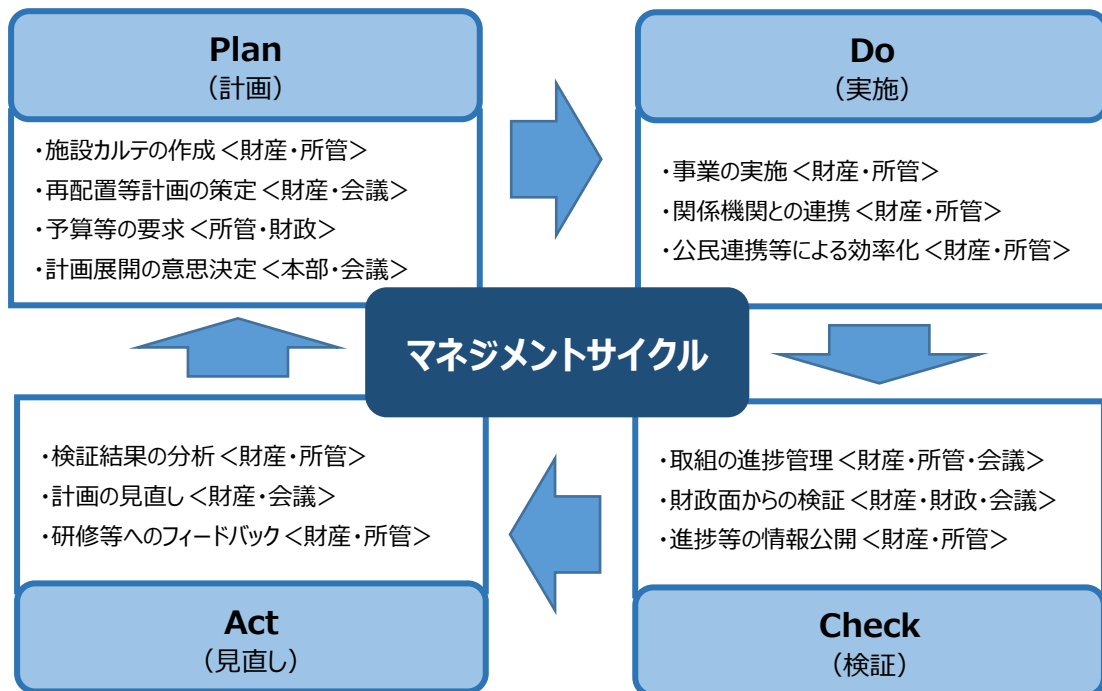 Plan
（計画）
・施設カルテの作成＜財産・所管＞
・再配置等計画の策定＜財産・会議＞
・予算等の要求＜所管・財政＞
・計画展開の意思決定＜本部・会議＞
Do
（実施）
・事業の実施＜財産・所管＞
・関係機関との連携＜財産・所管＞
・公民連携等による効率化＜財産・所管＞
マネジメントサイクル
・検証結果の分析＜財産・所管＞
・計画の見直し＜財産・会議＞
・研修等へのフィードバック＜財産・所管＞
Act
（見直し）
・取組の進捗管理＜財産・所管・会議＞
・財政面からの検証＜財産・財政・会議＞
・進捗等の情報公開＜財産・所管＞
Check
（検証）